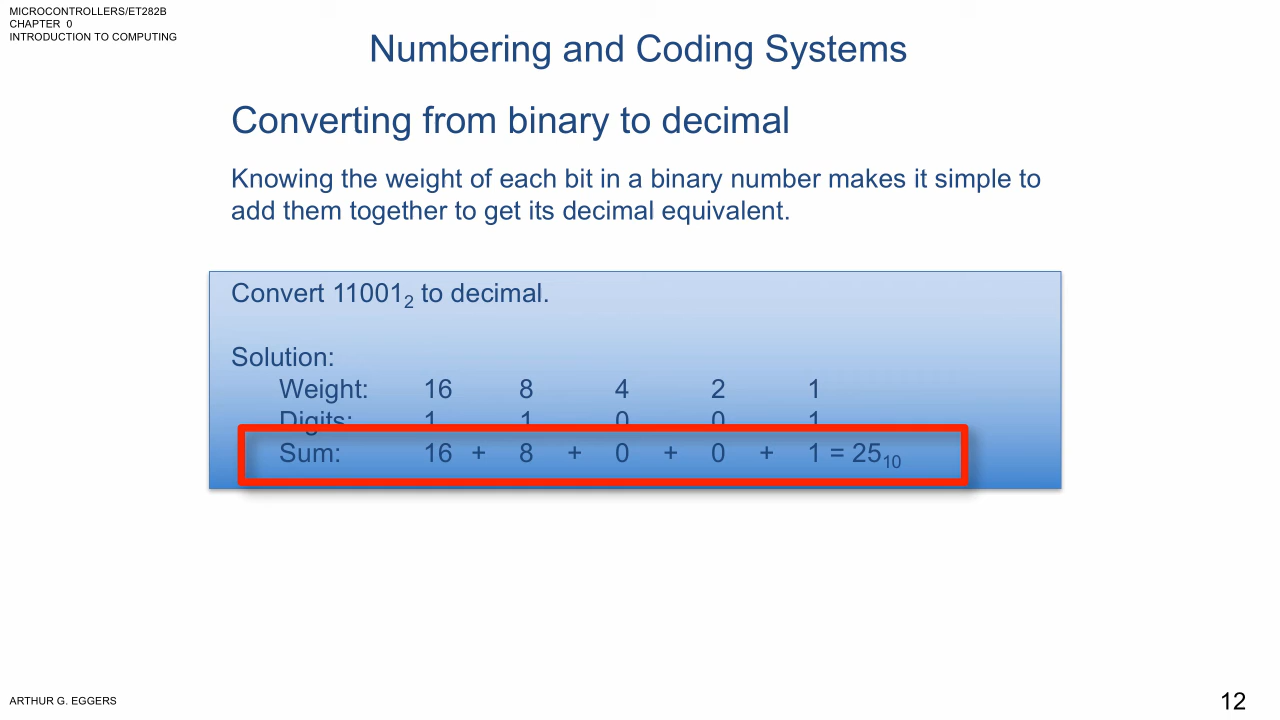 MICROCONTROLLERS/ET282B
CHAPTER 0
INTRODUCTION TO COMPUTING
Numbering and Coding Systems
Converting from binary to decimal
Knowing the weight of each bit in a binary number makes it simple to
add them together to get its decimal equivalent.
Convert 11001₂ to decimal.
Solution:
Weight: 16 8 4 2 1
Digits: 1 1 0 0 1
Sum: 16 + 8 + 0 + 0 + 1 = 25₁₀
ARTHUR G. EGGERS
12